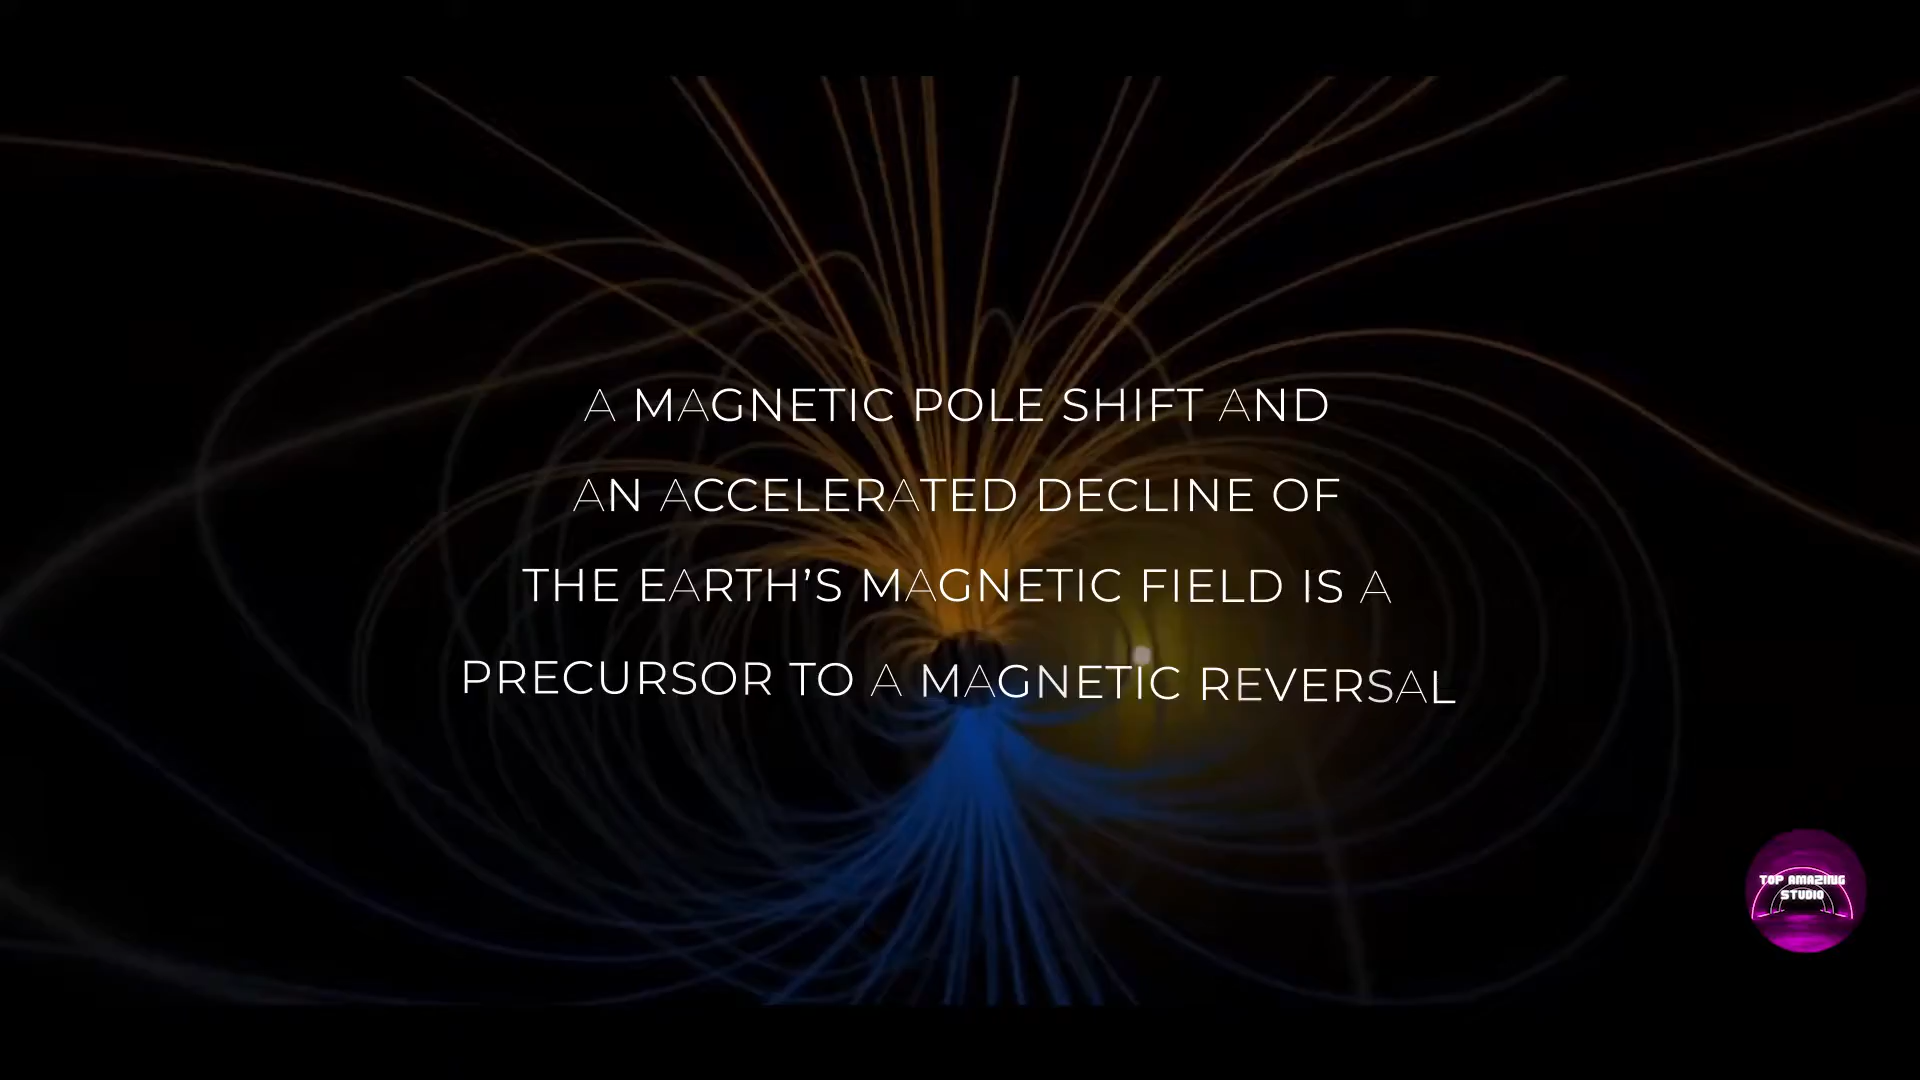 A MAGNETIC POLE SHIFT AND
AN ACCELERATED DECLINE OF
THE EARTH’S MAGNETIC FIELD IS A
PRECURSOR TO A MAGNETIC REVERSAL
TOP AMAZING
STUDIO